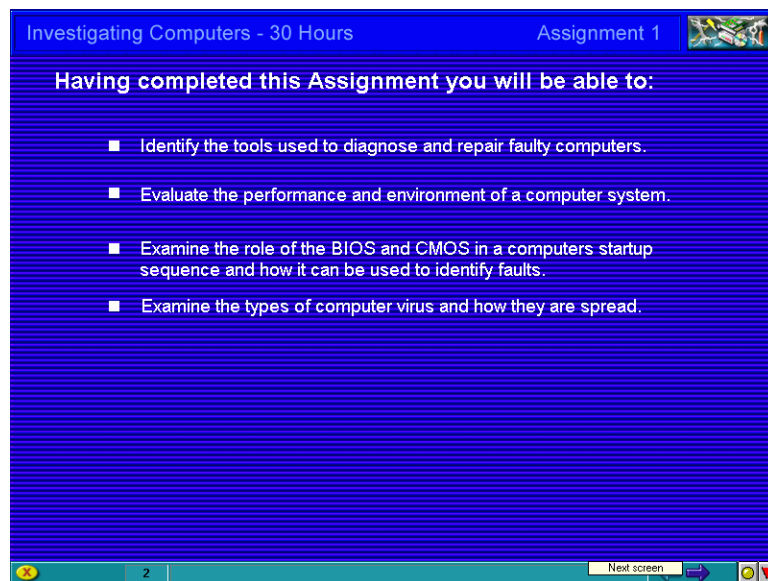 Investigating Computers - 30 Hours Assignment 1
Having completed this Assignment you will be able to:
Identify the tools used to diagnose and repair faulty computers.
Evaluate the performance and environment of a computer system.
Examine the role of the BIOS and CMOS in a computers startup
sequence and how it can be used to identify faults.
Examine the types of computer virus and how they are spread.
2 Next screen